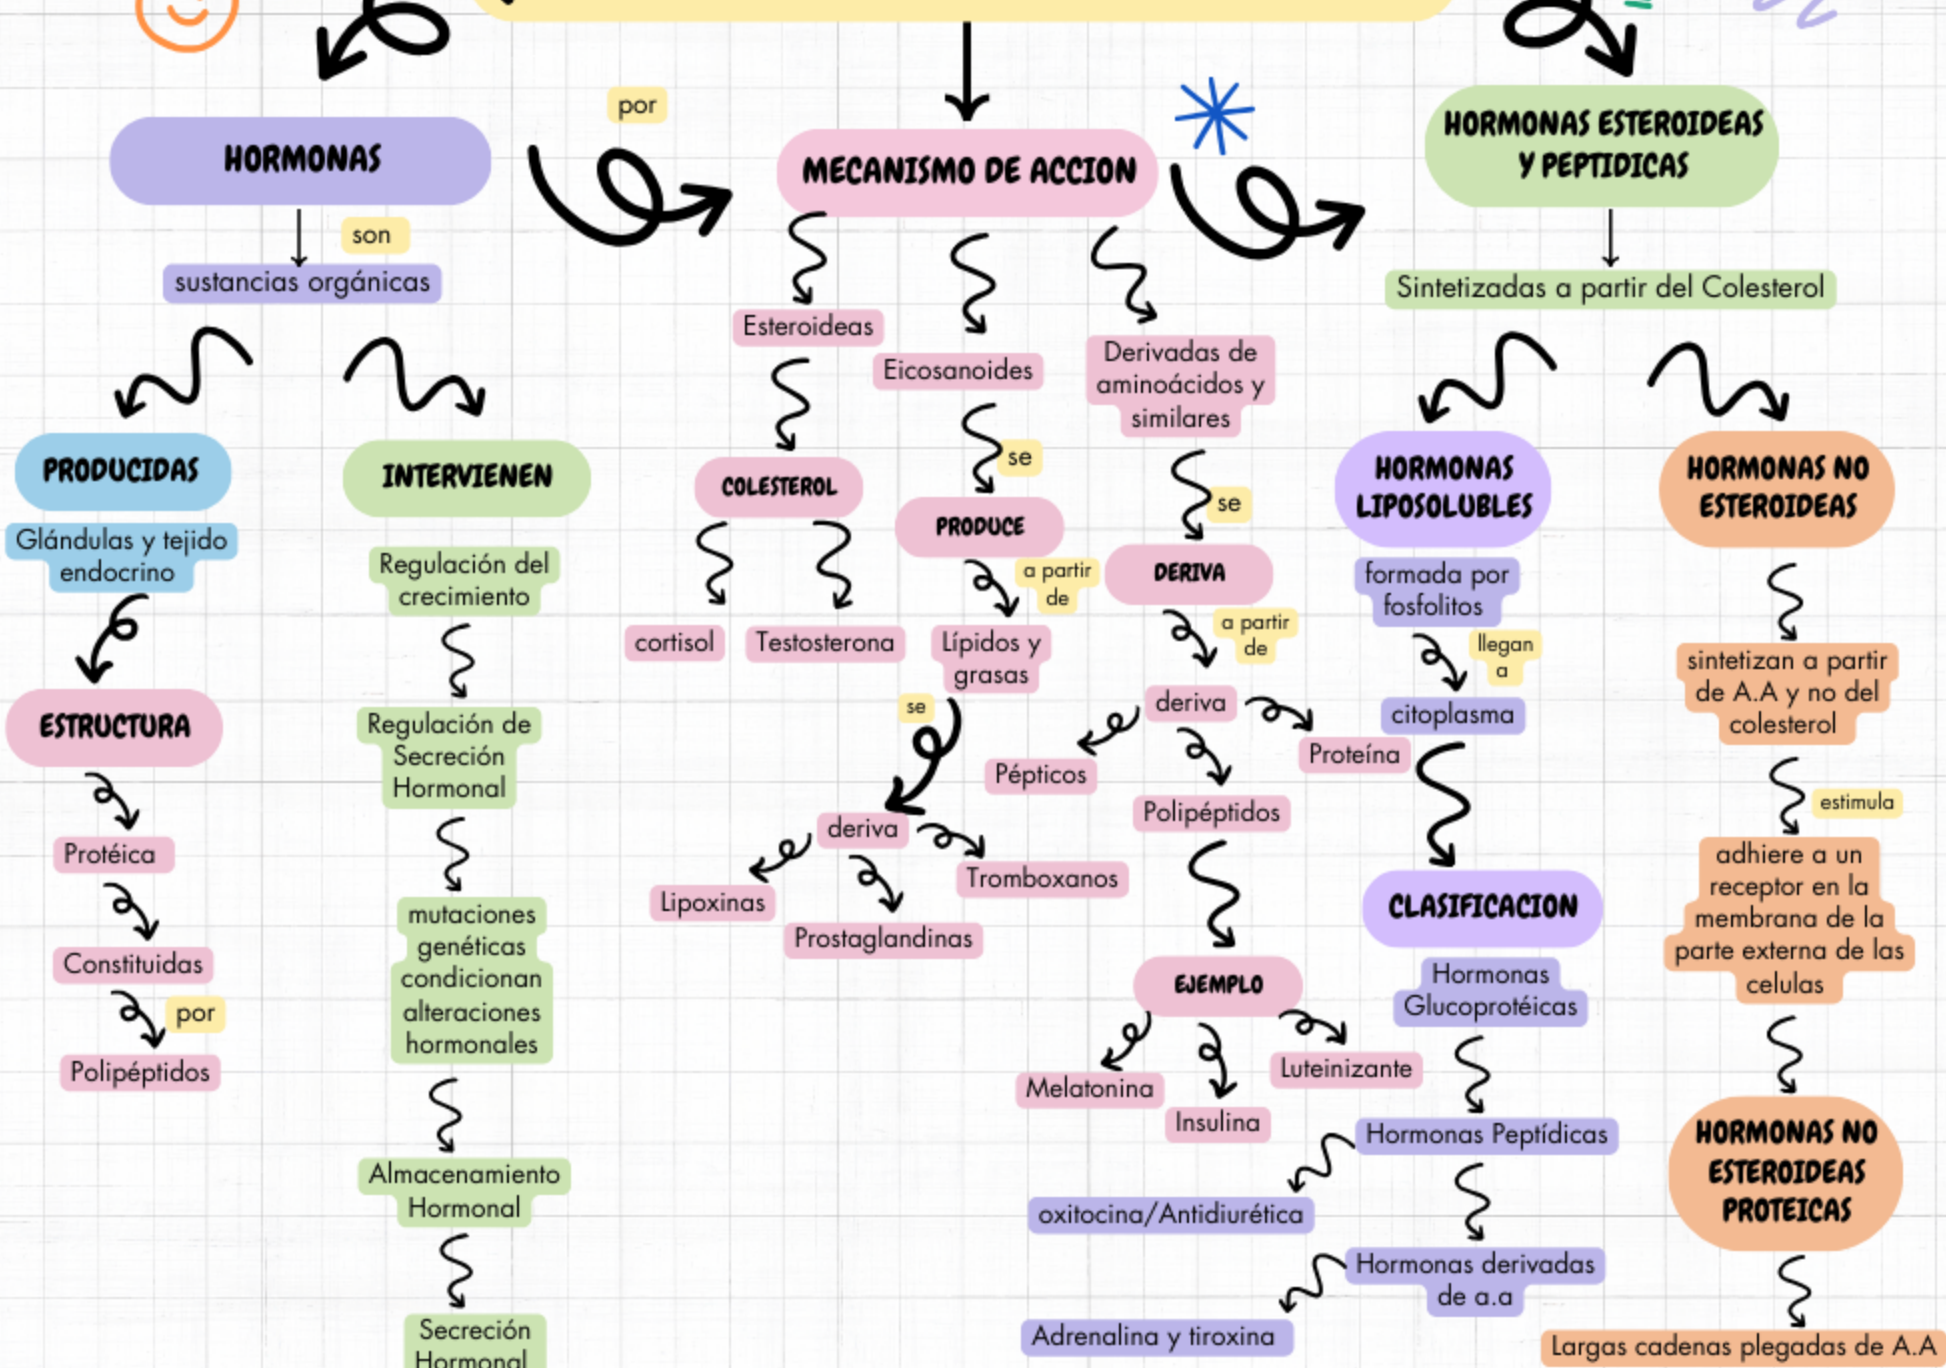 HORMONAS
son
sustancias orgánicas
PRODUCIDAS
Glándulas y tejido
endocrino
ESTRUCTURA
Protéica
Constituidas
por
Polipéptidos
INTERVIENEN
Regulación del
crecimiento
Regulación de
Secreción
Hormonal
mutaciones
genéticas
condicionan
alteraciones
hormonales
Almacenamiento
Hormonal
Secreción
Hormonal
por
MECANISMO DE ACCION
Esteroideas
COLESTEROL
cortisol
Testosterona
Eicosanoides
se
PRODUCE
a partir
de
Lípidos y
grasas
se
deriva
Lipoxinas
Prostaglandinas
Tromboxanos
Derivadas de
aminoácidos y
similares
se
DERIVA
a partir
de
deriva
Pépticos
Polipéptidos
Proteína
EJEMPLO
Melatonina
Insulina
Luteinizante
HORMONAS ESTEROIDEAS
Y PEPTIDICAS
Sintetizadas a partir del Colesterol
HORMONAS
LIPOSOLUBLES
formada por
fosfolitos
llegan
a
citoplasma
CLASIFICACION
Hormonas
Glucoprotéicas
Hormonas Peptídicas
oxitocina/Antidiurética
Hormonas derivadas
de a.a
Adrenalina y tiroxina
HORMONAS NO
ESTEROIDEAS
sintetizan a partir
de A.A y no del
colesterol
estimula
adhiere a un
receptor en la
membrana de la
parte externa de las
celulas
HORMONAS NO
ESTEROIDEAS
PROTEICAS
Largas cadenas plegadas de A.A